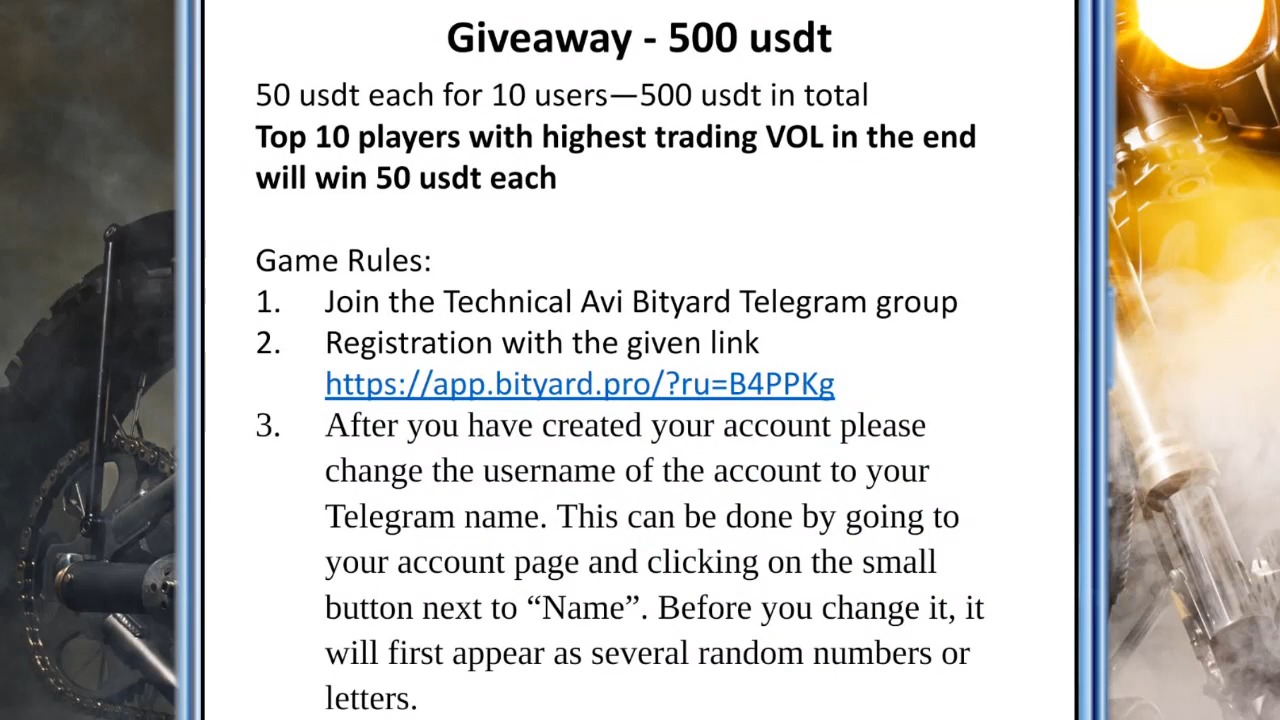 Giveaway - 500 usdt
50 usdt each for 10 users—500 usdt in total
Top 10 players with highest trading VOL in the end
will win 50 usdt each
Game Rules:
1. Join the Technical Avi Bityard Telegram group
2. Registration with the given link
https://app.bityard.pro/?ru=B4PPKg
3. After you have created your account please
change the username of the account to your
Telegram name. This can be done by going to
your account page and clicking on the small
button next to “Name”. Before you change it, it
will first appear as several random numbers or
letters.